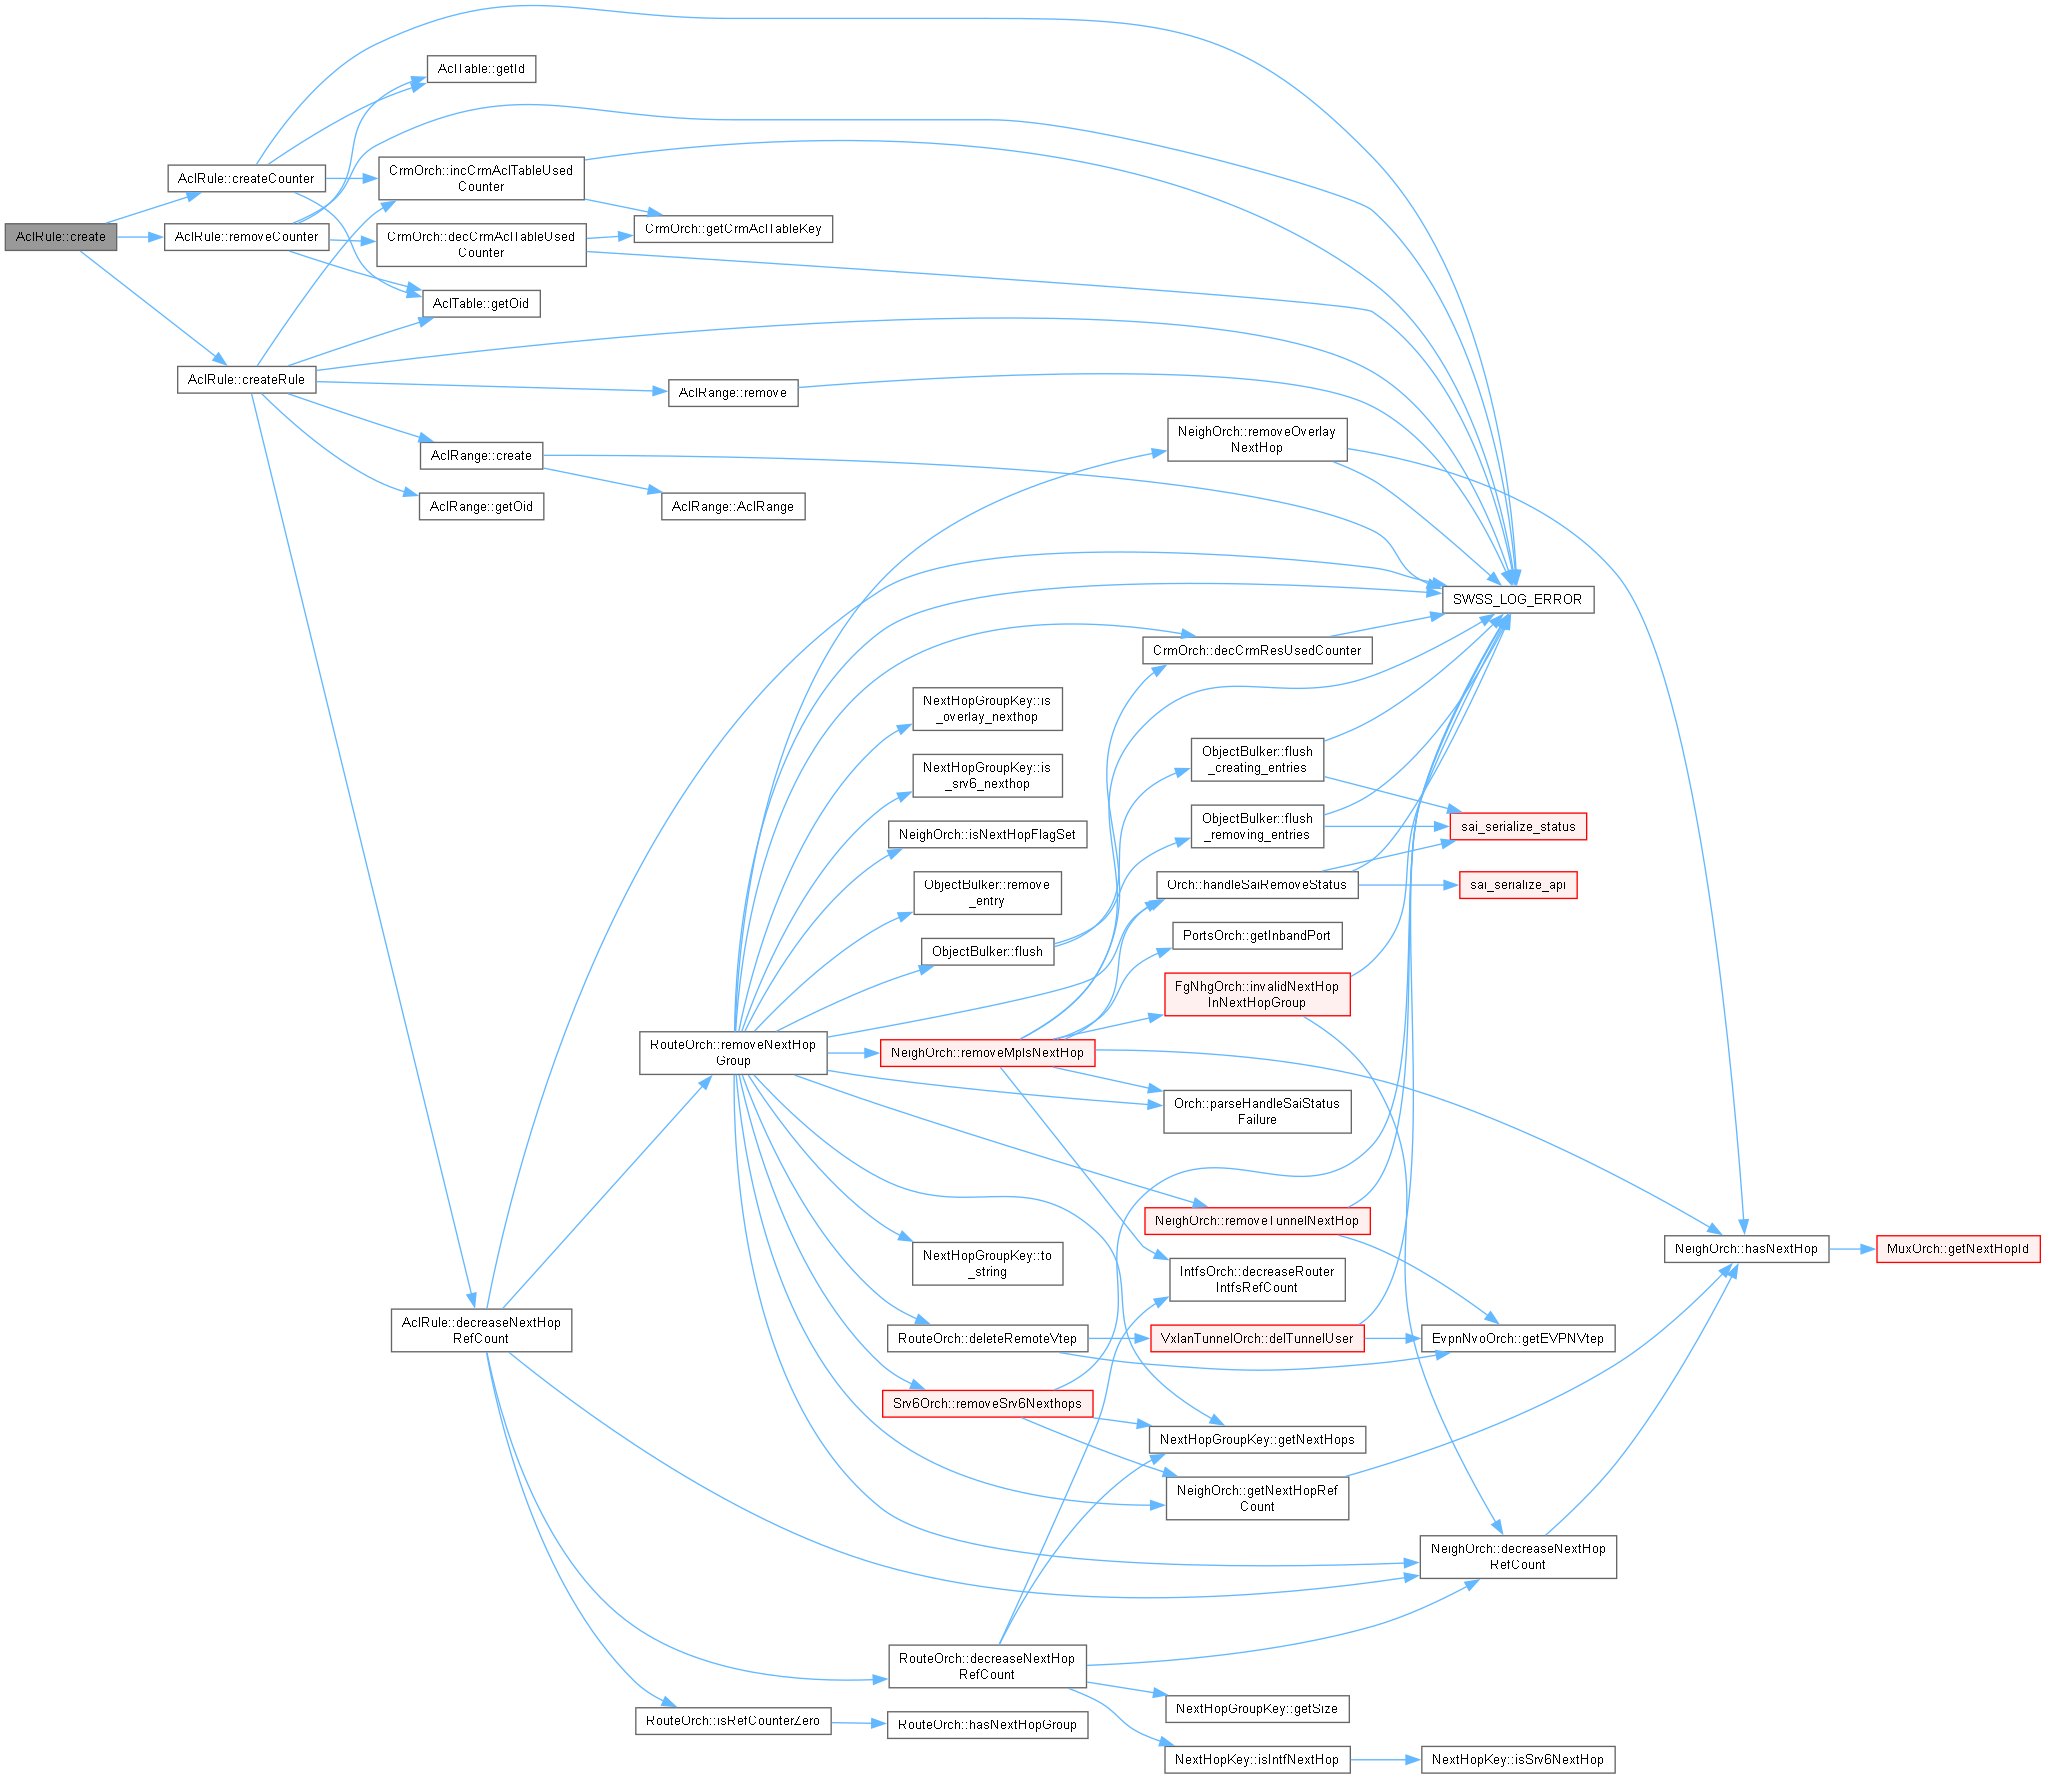 AclTable::getId
AclRule::createCounter
CrmOrch::incCrmAclTableUsed
Counter
AclRule::create
AclRule::removeCounter
CrmOrch::decCrmAclTableUsed
Counter
CrmOrch::getCrmAclTableKey
AclTable::getOid
AclRule::createRule
AclRange::remove
AclRange::create
AclRange::getOid
AclRange::AclRange
NeighOrch::removeOverlay
NextHop
SWSS_LOG_ERROR
CrmOrch::decCrmResUsedCounter
NextHopGroupKey::is
_overlay_nexthop
NextHopGroupKey::is
_srv6_nexthop
ObjectBulker::flush
_creating_entries
ObjectBulker::flush
_removing_entries
sai_serialize_status
NeighOrch::isNextHopFlagSet
ObjectBulker::remove
_entry
Orch::handleSaiRemoveStatus
sai_serialize_api
ObjectBulker::flush
PortsOrch::getInbandPort
FgNhgOrch::invalidNextHop
InNextHopGroup
RouteOrch::removeNextHop
Group
NeighOrch::removeMplsNextHop
Orch::parseHandleSaiStatus
Failure
NeighOrch::removeTunnelNextHop
NeighOrch::hasNextHop
MuxOrch::getNextHopId
NextHopGroupKey::to
_string
IntfsOrch::decreaseRouter
IntfsRefCount
AclRule::decreaseNextHop
RefCount
RouteOrch::deleteRemoteVtep
VxlanTunnelOrch::delTunnelUser
EvpnNvoOrch::getEVPNVtep
Srv6Orch::removeSrv6Nexthops
NextHopGroupKey::getNextHops
NeighOrch::getNextHopRef
Count
NeighOrch::decreaseNextHop
RefCount
RouteOrch::decreaseNextHop
RefCount
NextHopGroupKey::getSize
RouteOrch::isRefCounterZero
RouteOrch::hasNextHopGroup
NextHopKey::isIntfNextHop
NextHopKey::isSrv6NextHop